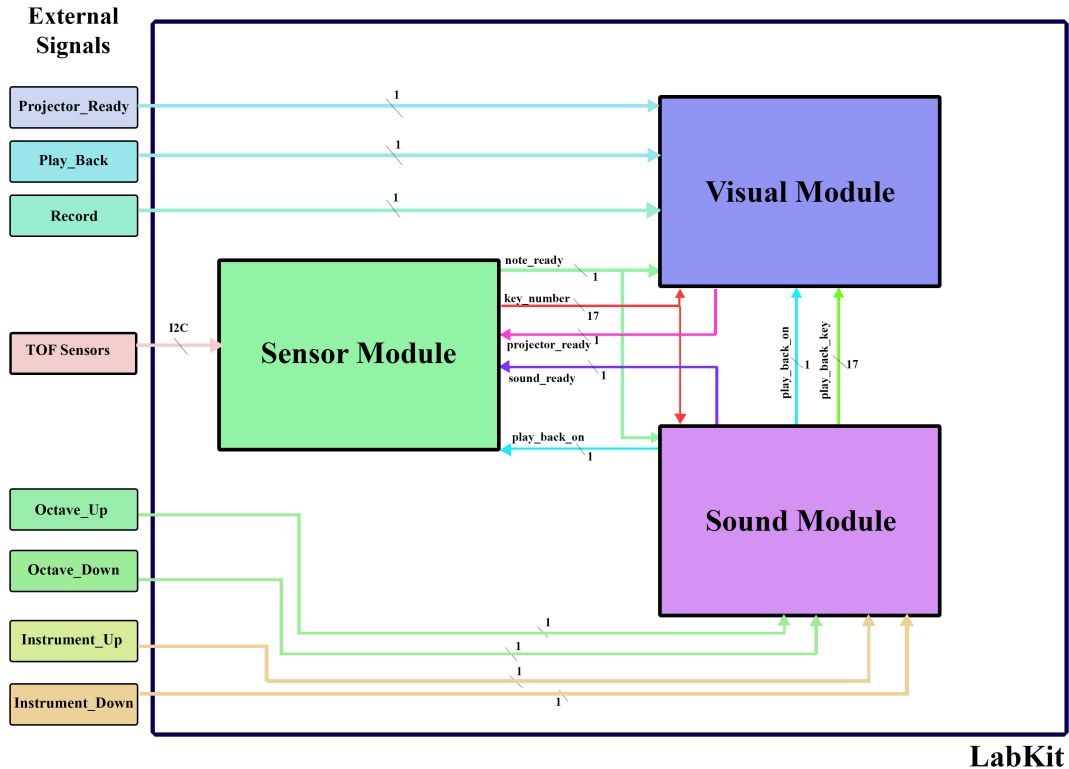 External
Signals
Projector_Ready
1
Play_Back
1
Record
1
Visual Module
note_ready
1
key_number
17
I2C
TOF Sensors
Sensor Module
projector_ready
1
sound_ready
1
play_back_on
1
play_back_key
17
play_back_on
1
Sound Module
Octave_Up
Octave_Down
Instrument_Up
Instrument_Down
1
1
1
1
LabKit